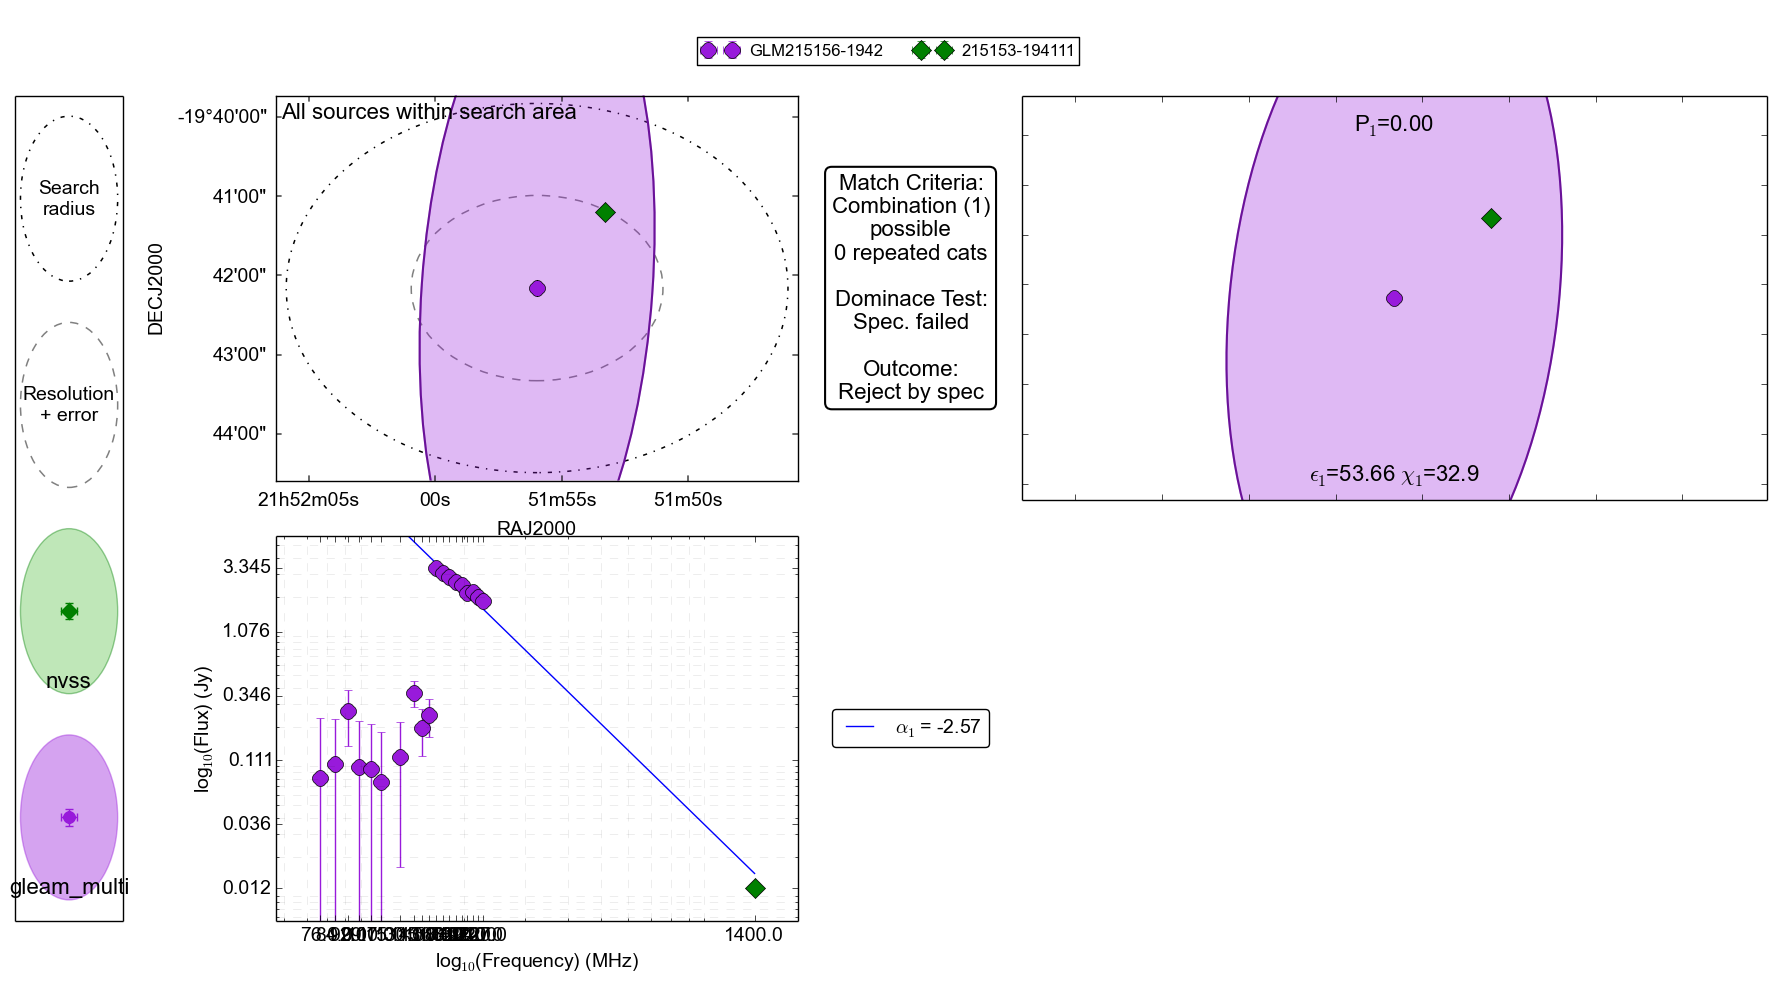 GLM215156-1942
215153-194111
Search
radius
Resolution
+ error
nvss
gleam_multi
All sources within search area
DECJ2000
-19°40'00"
41'00"
42'00"
43'00"
44'00"
21h52m05s
00s
51m55s
51m50s
RAJ2000
Match Criteria:
Combination (1)
possible
0 repeated cats
Dominace Test:
Spec. failed
Outcome:
Reject by spec
P₁=0.00
ϵ₁=53.66 χ₁=32.9
log₁₀(Flux) (Jy)
3.345
1.076
0.346
0.111
0.036
0.012
1400.0
log₁₀(Frequency) (MHz)
α₁ = -2.57